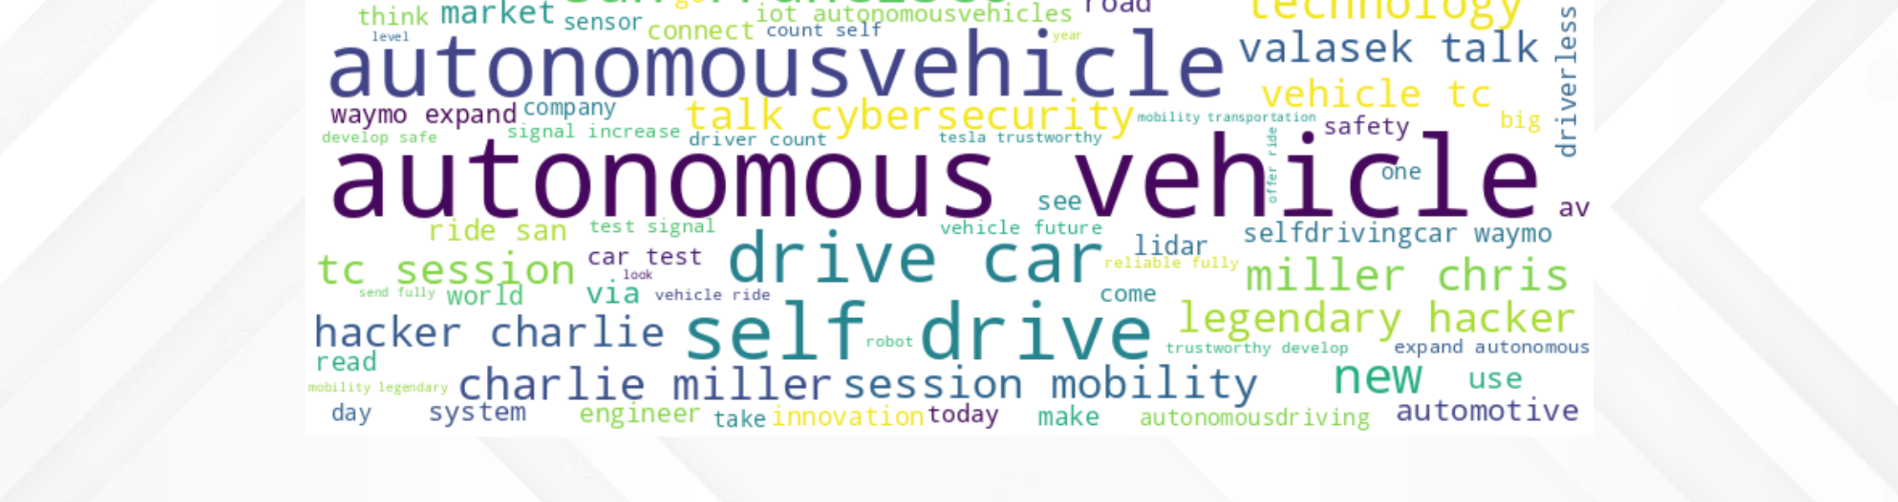 think market sensor connect iot autonomousvehicles count self road technology
level year
autonomousvehicle valasek talk
driverless
vehicle tc
waymo expand company talk cybersecurity mobility transportation safety big
develop safe signal increase driver count tesla trustworthy
autonomous vehicle
offer ride
one
see av
ride san test signal vehicle future selfdrivingcar waymo
tc session car test drive car lidar reliable fully miller chris
look
send fully world via vehicle ride come
hacker charlie self drive legendary hacker
robot
read trustworthy develop expand autonomous
mobility legendary charlie miller session mobility new use
day system engineer take innovation today make autonomousdriving automotive